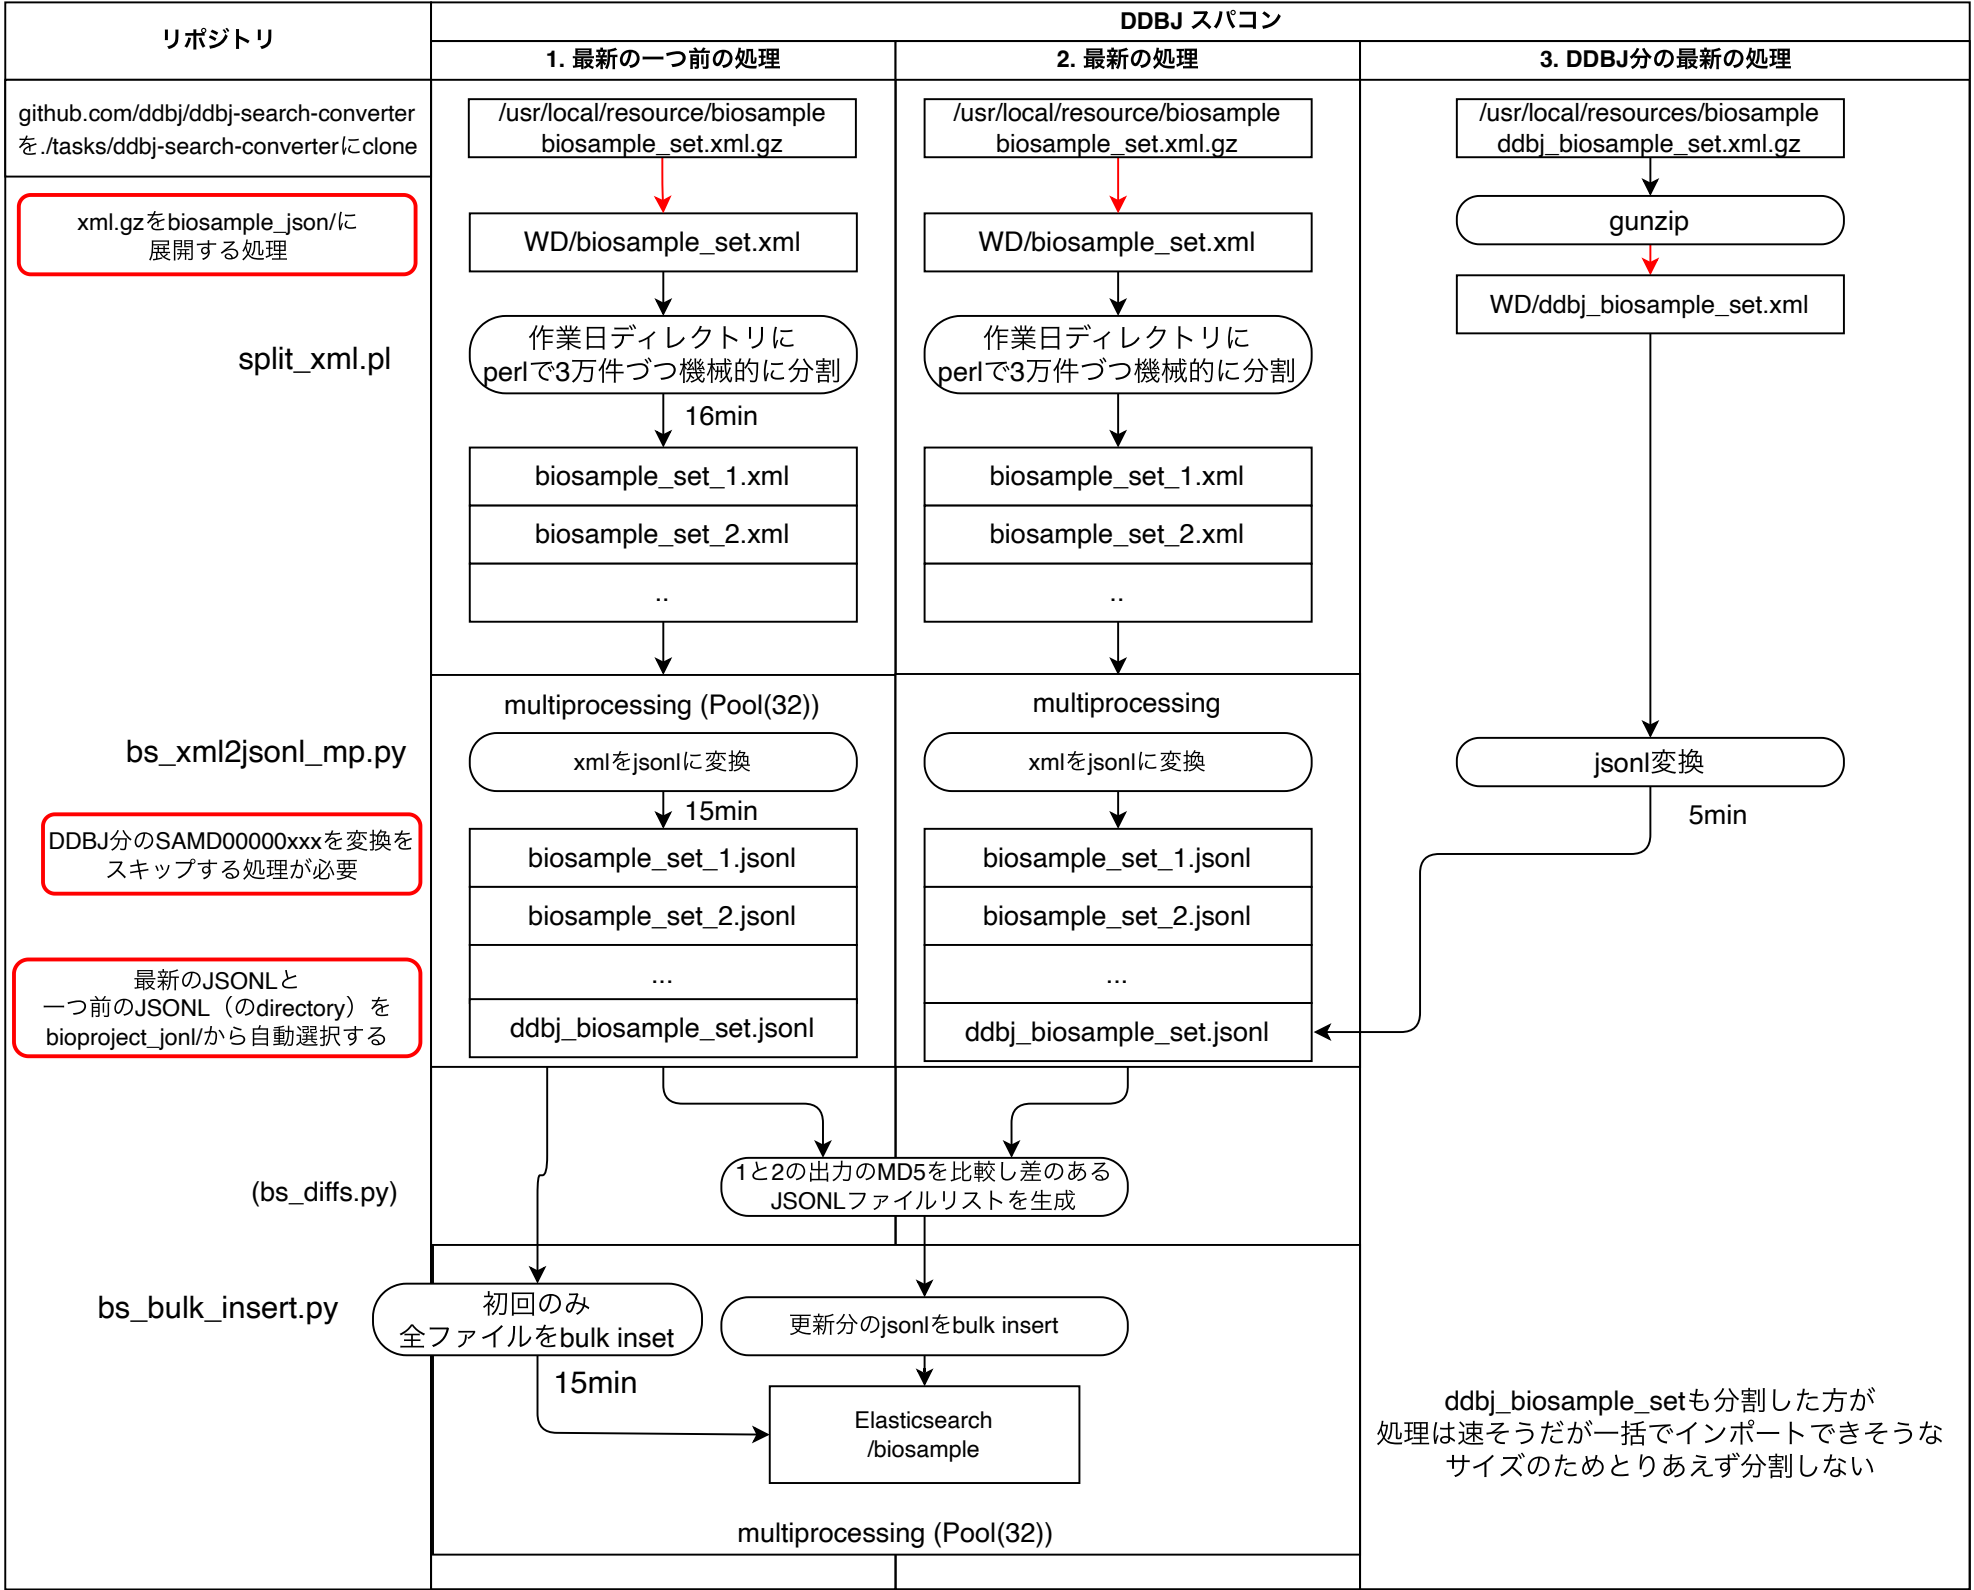 リポジトリ
DDBJ スパコン
1. 最新の一つ前の処理
2. 最新の処理
3. DDBJ分の最新の処理
github.com/ddbj/ddbj-search-converter
を./tasks/ddbj-search-converterにclone
/usr/local/resource/biosample
biosample_set.xml.gz
/usr/local/resource/biosample
biosample_set.xml.gz
/usr/local/resources/biosample
ddbj_biosample_set.xml.gz
xml.gzをbiosample_json/に
展開する処理
WD/biosample_set.xml
WD/biosample_set.xml
gunzip
WD/ddbj_biosample_set.xml
split_xml.pl
作業日ディレクトリに
perlで3万件づつ機械的に分割
作業日ディレクトリに
perlで3万件づつ機械的に分割
16min
biosample_set_1.xml
biosample_set_2.xml
..
biosample_set_1.xml
biosample_set_2.xml
..
multiprocessing (Pool(32))
multiprocessing
bs_xml2jsonl_mp.py
xmlをjsonlに変換
xmlをjsonlに変換
jsonl変換
15min
5min
DDBJ分のSAMD00000xxxを変換を
スキップする処理が必要
biosample_set_1.jsonl
biosample_set_2.jsonl
...
ddbj_biosample_set.jsonl
biosample_set_1.jsonl
biosample_set_2.jsonl
...
ddbj_biosample_set.jsonl
最新のJSONLと
一つ前のJSONL（のdirectory）を
bioproject_jonl/から自動選択する
(bs_diffs.py)
1と2の出力のMD5を比較し差のある
JSONLファイルリストを生成
bs_bulk_insert.py
初回のみ
全ファイルをbulk inset
更新分のjsonlをbulk insert
15min
Elasticsearch
/biosample
ddbj_biosample_setも分割した方が
処理は速そうだが一括でインポートできそうな
サイズのためとりあえず分割しない
multiprocessing (Pool(32))